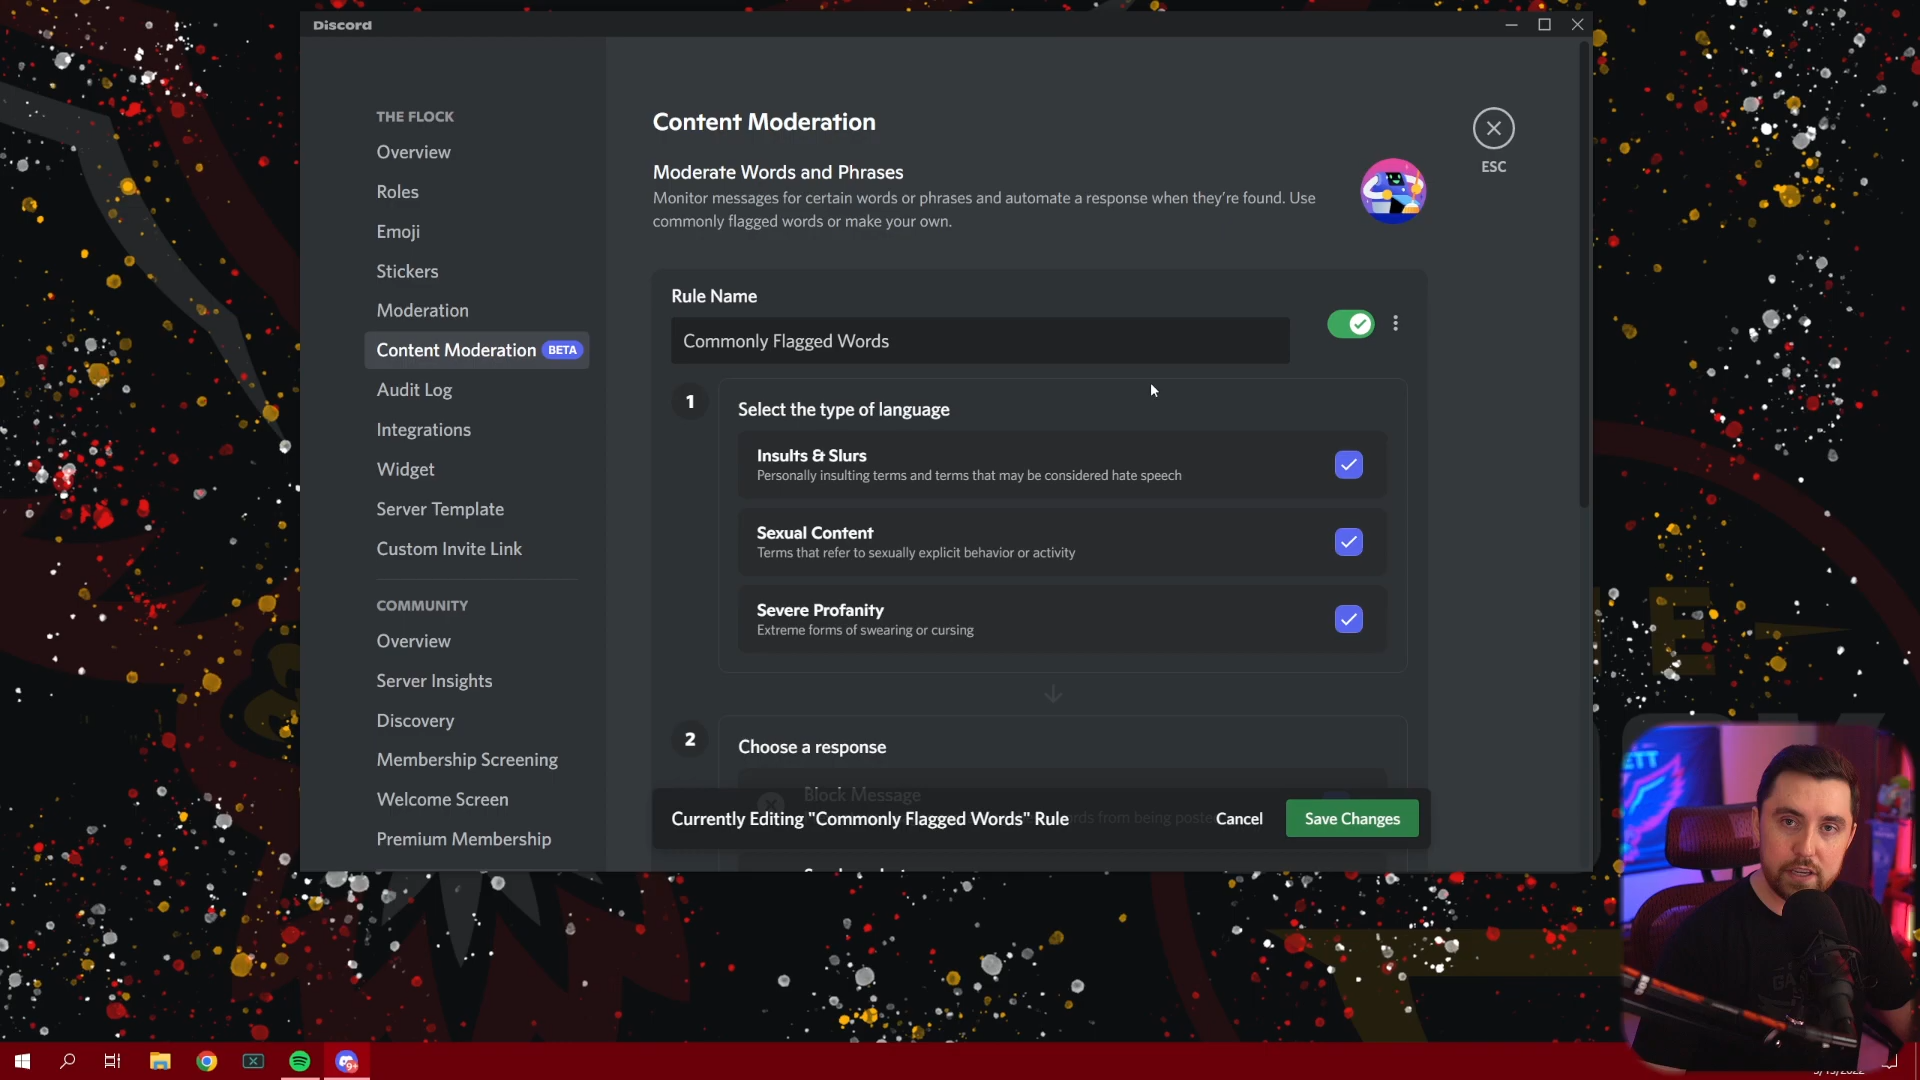 Discord
THE FLOCK
Overview
Roles
Emoji
Stickers
Moderation
Content Moderation BETA
Audit Log
Integrations
Widget
Server Template
Custom Invite Link
COMMUNITY
Overview
Server Insights
Discovery
Membership Screening
Welcome Screen
Premium Membership
Content Moderation
Moderate Words and Phrases
Monitor messages for certain words or phrases and automate a response when they're found. Use
commonly flagged words or make your own.
ESC
Rule Name
Commonly Flagged Words
1
Select the type of language
Insults & Slurs
Personally insulting terms and terms that may be considered hate speech
Sexual Content
Terms that refer to sexually explicit behavior or activity
Severe Profanity
Extreme forms of swearing or cursing
2
Choose a response
Block Message
Currently Editing "Commonly Flagged Words" Rule
from being
Cancel
Save Changes
9+